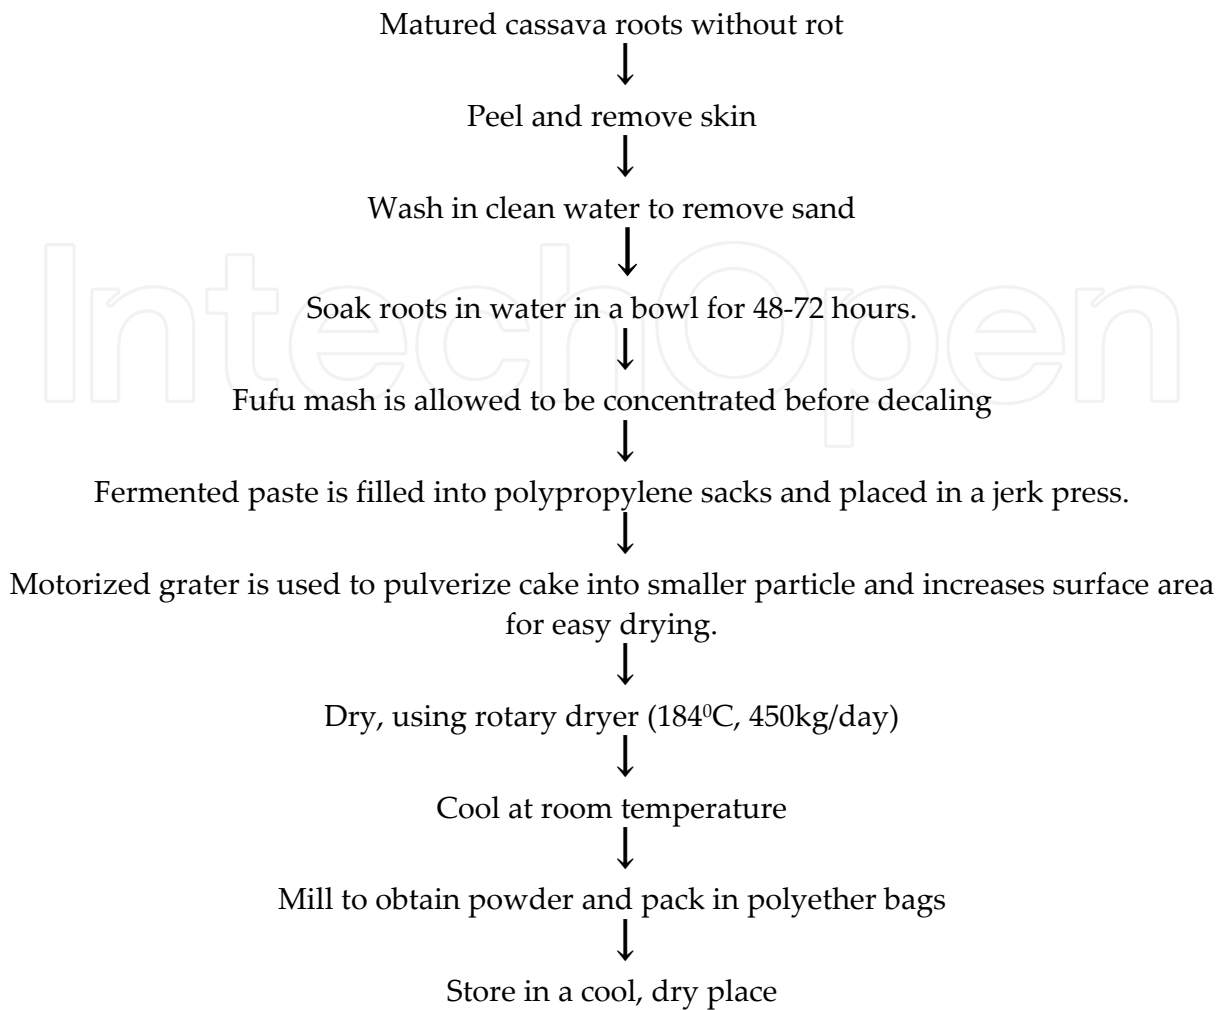 Matured cassava roots without rot
Peel and remove skin
Wash in clean water to remove sand
IntechOpen
Soak roots in water in a bowl for 48-72 hours.
Fufu mash is allowed to be concentrated before decaling
Fermented paste is filled into polypropylene sacks and placed in a jerk press.
Motorized grater is used to pulverize cake into smaller particle and increases surface area
for easy drying.
Dry, using rotary dryer (184⁰C, 450kg/day)
Cool at room temperature
Mill to obtain powder and pack in polyether bags
Store in a cool, dry place